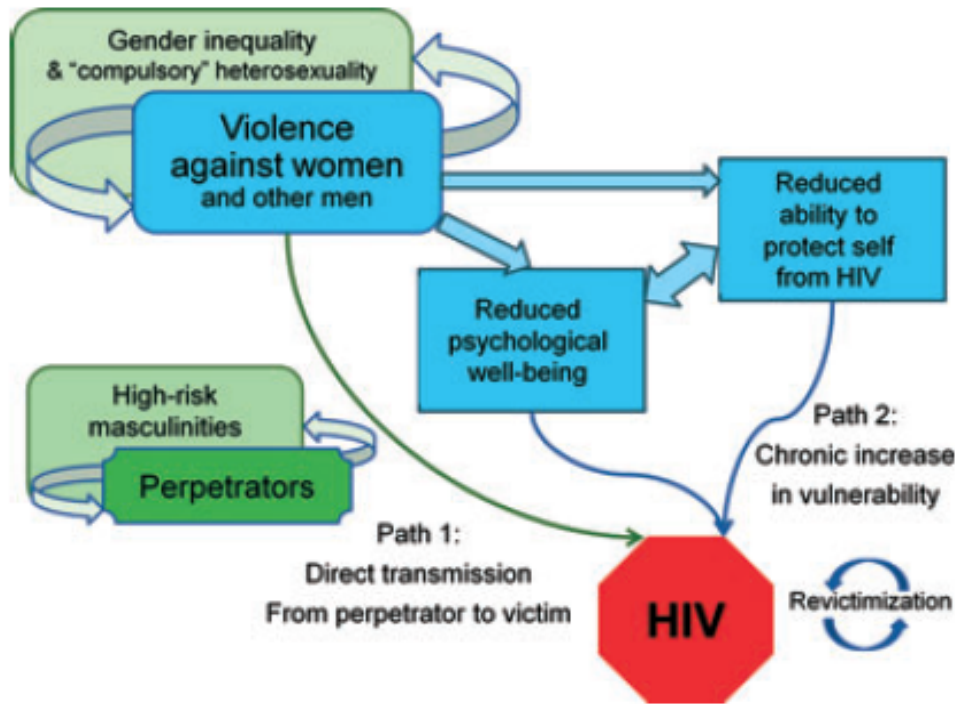 Gender inequality
& "compulsory" heterosexuality
Violence
against women
and other men
Reduced
ability to
protect self
from HIV
Reduced
psychological
well-being
High-risk
masculinities
Perpetrators
Path 1:
Direct transmission
From perpetrator to victim
Path 2:
Chronic increase
in vulnerability
HIV
Revictimization